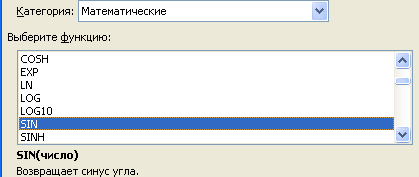 Категория: Математические
Выберите функцию:
COSH
EXP
LN
LOG
LOG10
SIN
SINH
SIN(число)
Возвращает синус угла.